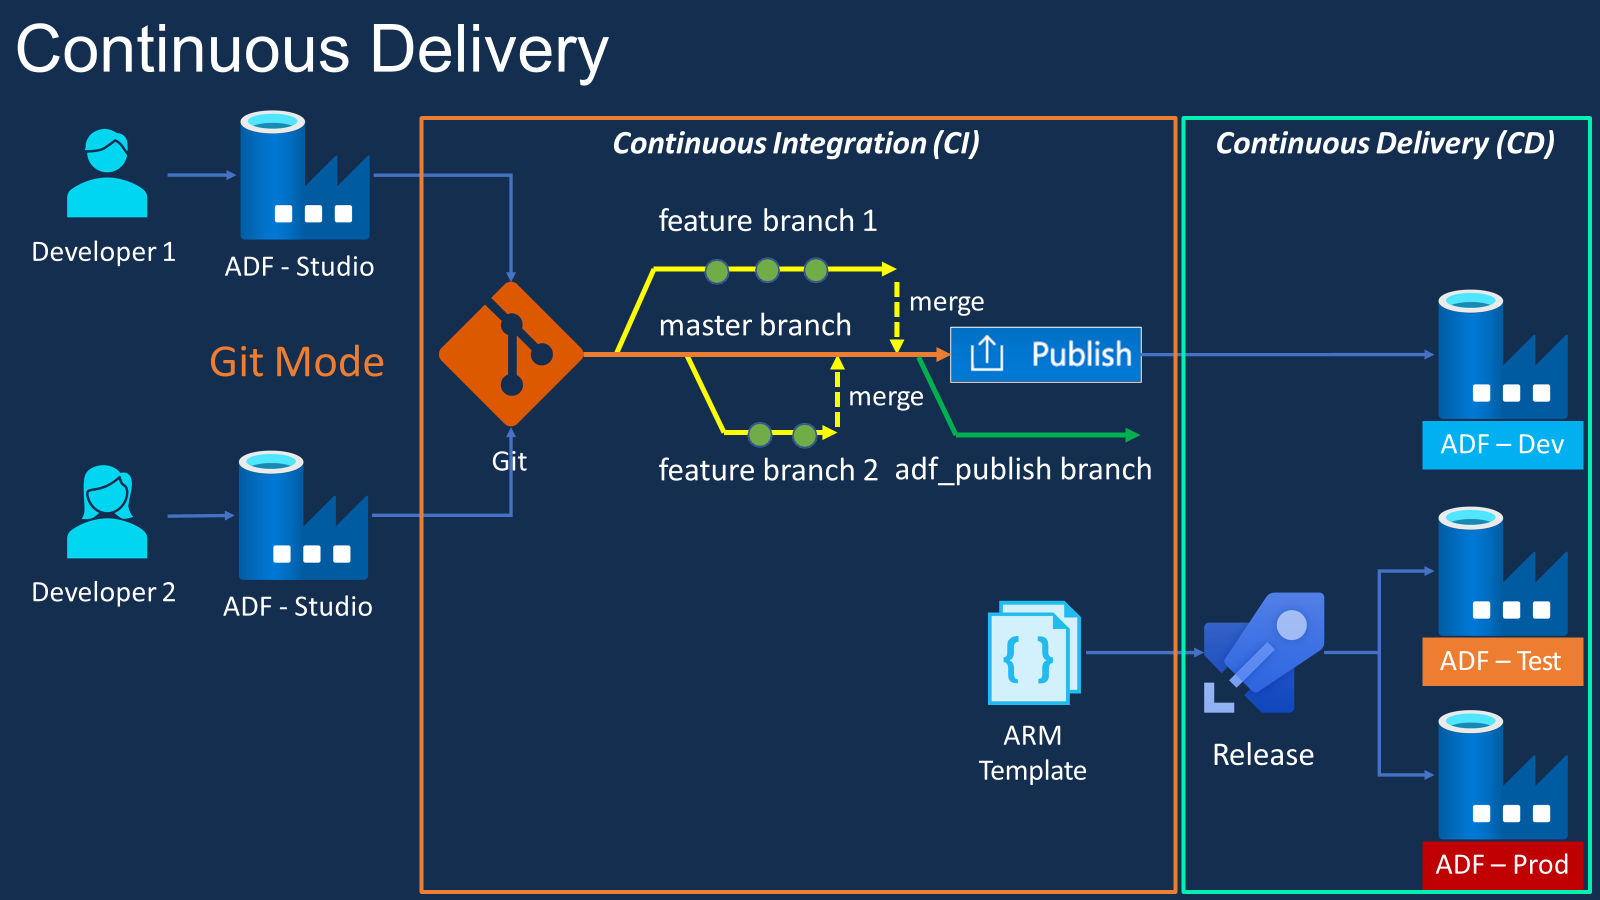 Continuous Delivery
Continuous Integration (CI)
Continuous Delivery (CD)
Developer 1
ADF - Studio
feature branch 1
merge
master branch
Publish
Git Mode
merge
Git
feature branch 2
adf_publish branch
ADF – Dev
Developer 2
ADF - Studio
{ }
ARM
Template
Release
ADF – Test
ADF – Prod